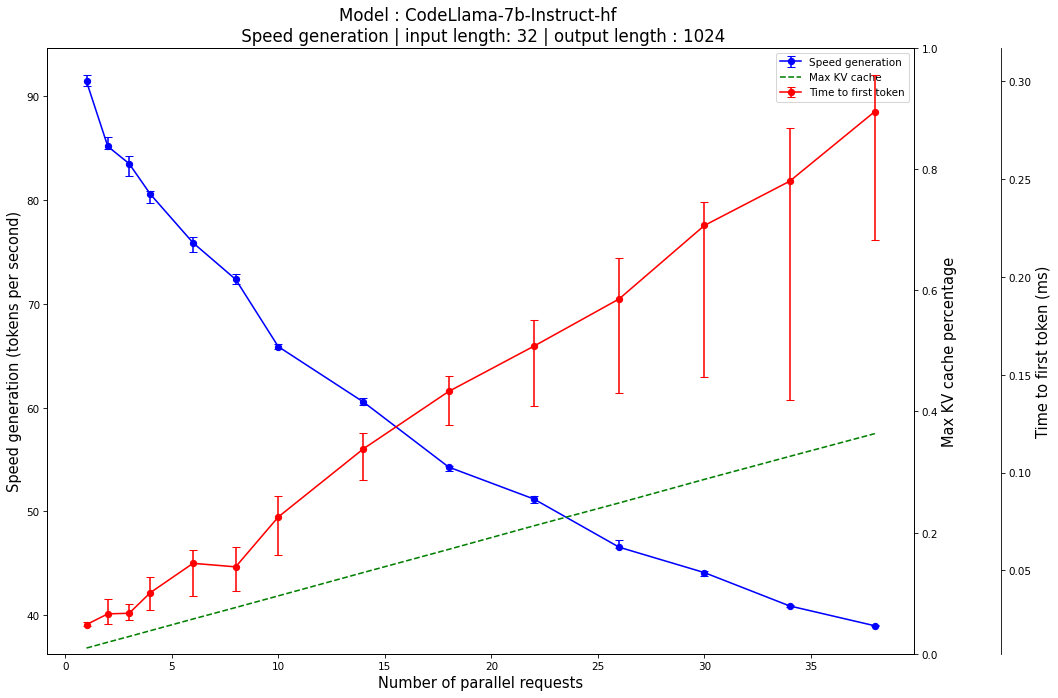 Model : CodeLlama-7b-Instruct-hf
Speed generation | input length: 32 | output length : 1024
Speed generation
Max KV cache
Time to first token
Speed generation (tokens per second)
90
80
70
60
50
40
0
5
10
15
20
25
30
35
Number of parallel requests
1.0
0.8
0.6
0.4
0.2
0.0
Max KV cache percentage
0.30
0.25
0.20
0.15
0.10
0.05
Time to first token (ms)